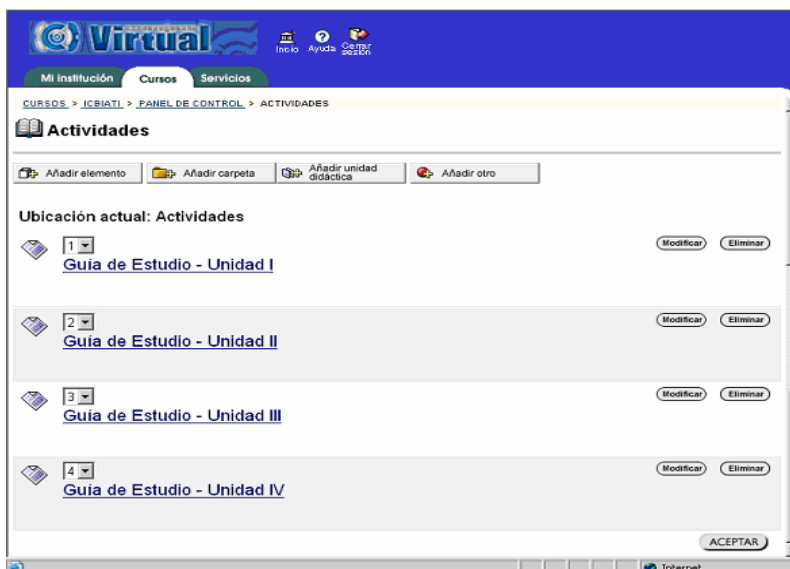 Virtual
Inicio Ayuda Cerrar sesión
Mi institución Cursos Servicios
CURSOS > ICBIATI > PANEL DE CONTROL > ACTIVIDADES
Actividades
Añadir elemento Añadir carpeta Añadir unidad didáctica Añadir otro
Ubicación actual: Actividades
1 Modificar Eliminar
Guía de Estudio - Unidad I
2 Modificar Eliminar
Guía de Estudio - Unidad II
3 Modificar Eliminar
Guía de Estudio - Unidad III
4 Modificar Eliminar
Guía de Estudio - Unidad IV
ACEPTAR
Internet